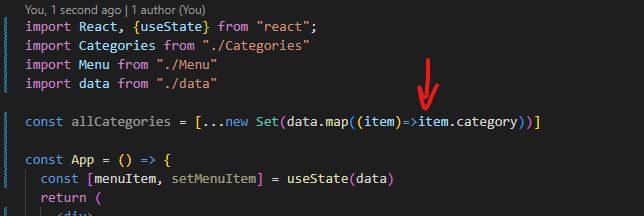 You, 1 second ago | 1 author (You)
import React, {useState} from "react";
import Categories from "./Categories"
import Menu from "./Menu"
import data from "./data"
const allCategories = [...new Set(data.map((item)=>item.category))]
const App = () => {
const [menuItem, setMenuItem] = useState(data)
return (
<div>